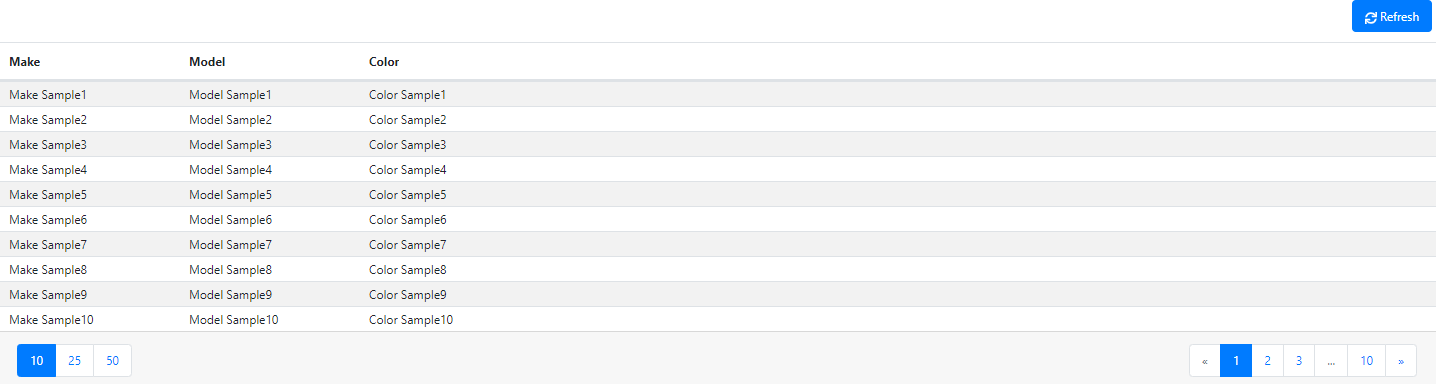 Refresh
Make Model Color
Make Sample1 Model Sample1 Color Sample1
Make Sample2 Model Sample2 Color Sample2
Make Sample3 Model Sample3 Color Sample3
Make Sample4 Model Sample4 Color Sample4
Make Sample5 Model Sample5 Color Sample5
Make Sample6 Model Sample6 Color Sample6
Make Sample7 Model Sample7 Color Sample7
Make Sample8 Model Sample8 Color Sample8
Make Sample9 Model Sample9 Color Sample9
Make Sample10 Model Sample10 Color Sample10
10 25 50 « 1 2 3 ... 10 »